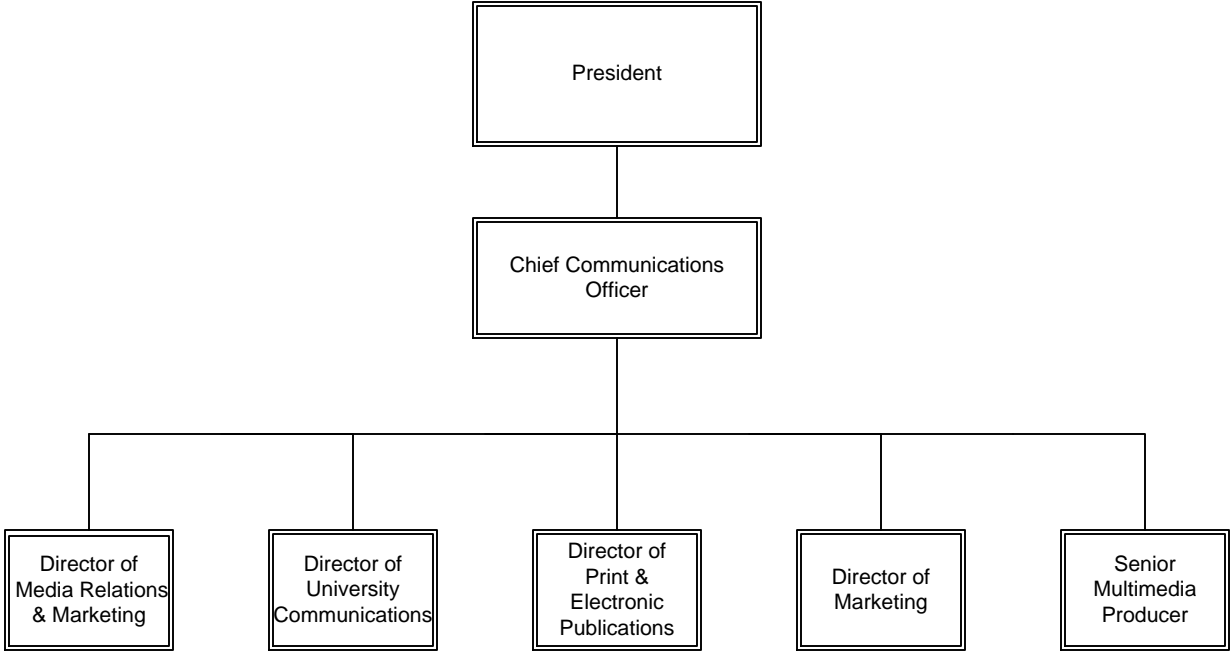 President
Chief Communications
Officer
Director of
Media Relations
& Marketing
Director of
University
Communications
Director of
Print &
Electronic
Publications
Director of
Marketing
Senior
Multimedia
Producer